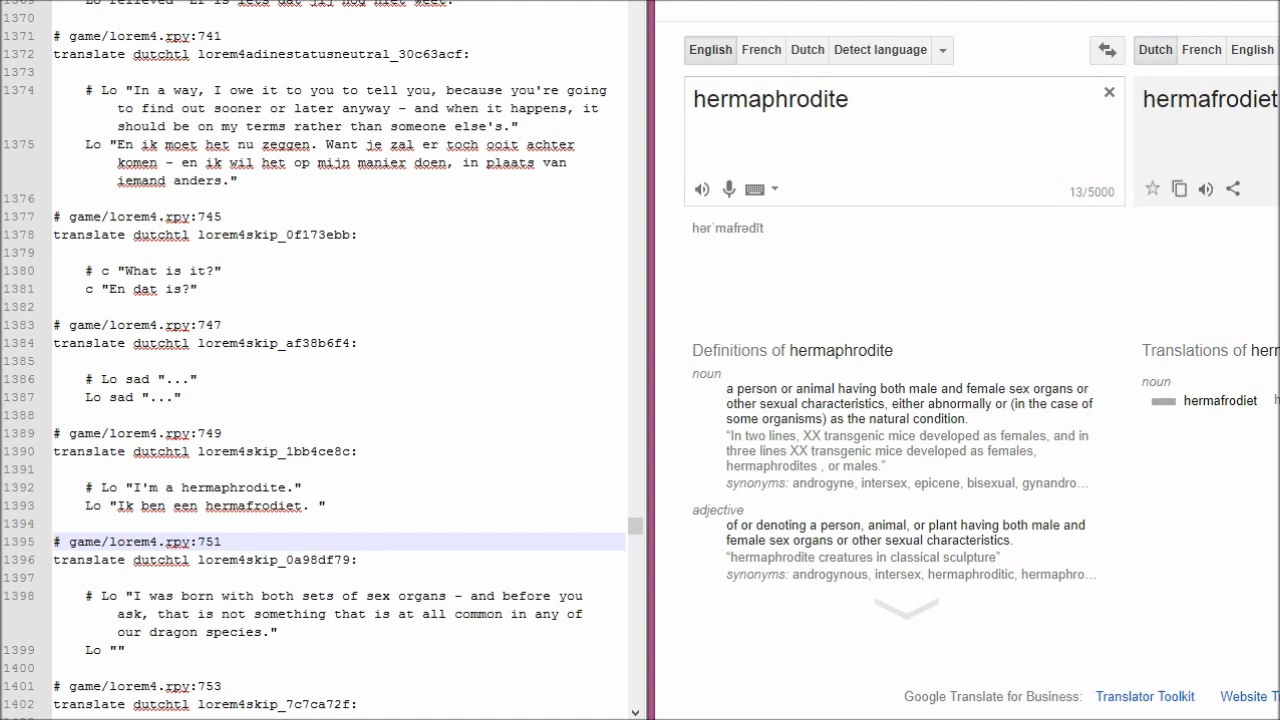 1369 Lo relieved "Er is iets dat jij nog niet weet."
1370
1371 # game/lorem4.rpy:741
1372 translate dutchtl lorem4adinestatusneutral_30c63acf:
1373
1374 # Lo "In a way, I owe it to you to tell you, because you're going
to find out sooner or later anyway - and when it happens, it
should be on my terms rather than someone else's."
1375 Lo "En ik moet het nu zeggen. Want je zal er toch ooit achter
komen - en ik wil het op mijn manier doen, in plaats van
iemand anders."
1376
1377 # game/lorem4.rpy:745
1378 translate dutchtl lorem4skip_0f173ebb:
1379
1380 # c "What is it?"
1381 c "En dat is?"
1382
1383 # game/lorem4.rpy:747
1384 translate dutchtl lorem4skip_af38b6f4:
1385
1386 # Lo sad "..."
1387 Lo sad "..."
1388
1389 # game/lorem4.rpy:749
1390 translate dutchtl lorem4skip_1bb4ce8c:
1391
1392 # Lo "I'm a hermaphrodite."
1393 Lo "Ik ben een hermafrodiet. "
1394
1395 # game/lorem4.rpy:751
1396 translate dutchtl lorem4skip_0a98df79:
1397
1398 # Lo "I was born with both sets of sex organs - and before you
ask, that is not something that is at all common in any of
our dragon species."
1399 Lo ""
1400
1401 # game/lorem4.rpy:753
1402 translate dutchtl lorem4skip_7c7ca72f:
English French Dutch Detect language
Dutch French English
hermaphrodite
hermafrodiet
13/5000
hərˈmafrədīt
Definitions of hermaphrodite
noun
a person or animal having both male and female sex organs or
other sexual characteristics, either abnormally or (in the case of
some organisms) as the natural condition.
"In two lines, XX transgenic mice developed as females, and in
three lines XX transgenic mice developed as females,
hermaphrodites , or males."
synonyms: androgyne, intersex, epicene, bisexual, gynandro…
adjective
of or denoting a person, animal, or plant having both male and
female sex organs or other sexual characteristics.
"hermaphrodite creatures in classical sculpture"
synonyms: androgynous, intersex, hermaphroditic, hermaphro…
Translations of herr
noun
hermafrodiet
Google Translate for Business: Translator Toolkit Website T